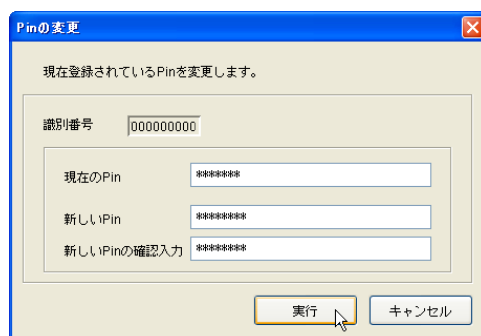 Pinの変更
現在登録されているPinを変更します。
識別番号 000000000
現在のPin *******
新しいPin ********
新しいPinの確認入力 ********
実行 キャンセル